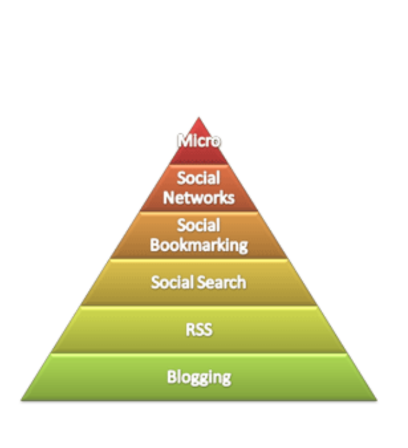 Micro
Social
Networks
Social
Bookmarking
Social Search
RSS
Blogging